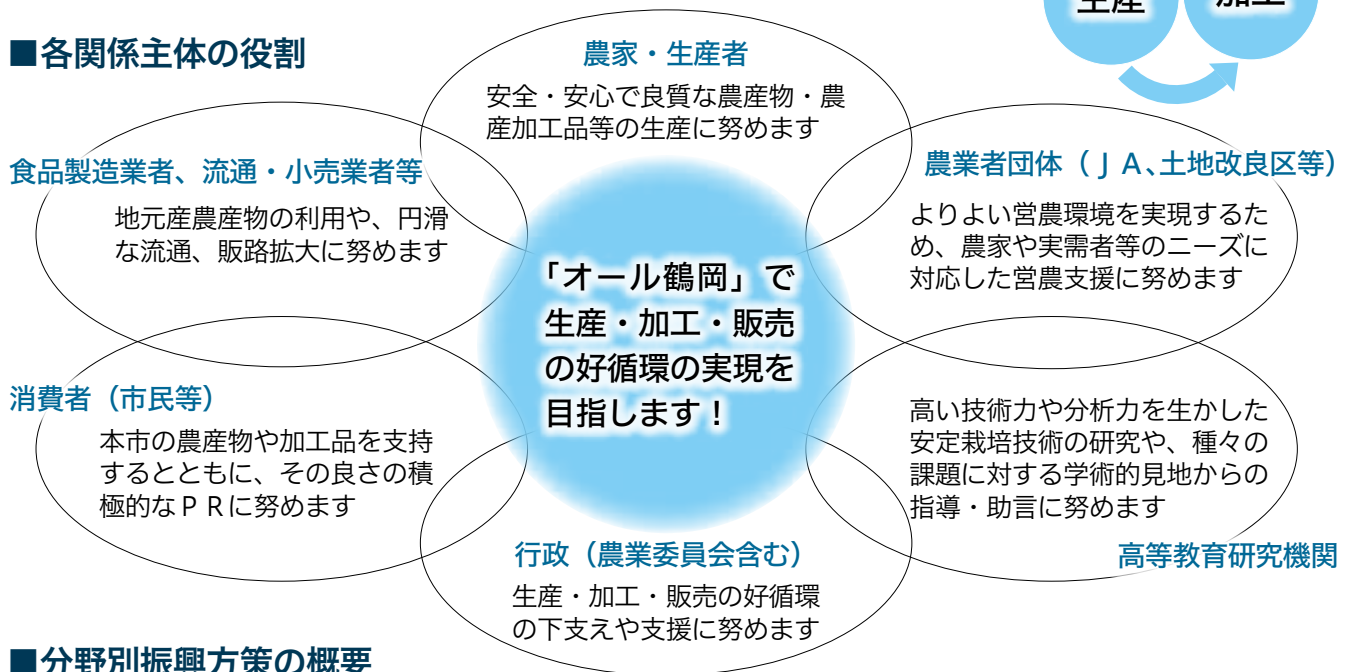 生産
加工
■各関係主体の役割
農家・生産者
安全・安心で良質な農産物・農
産加工品等の生産に努めます
食品製造業者、流通・小売業者等
地元産農産物の利用や、円滑
な流通、販路拡大に努めます
農業者団体（ＪＡ、土地改良区等）
よりよい営農環境を実現するた
め、農家や実需者等のニーズに
対応した営農支援に努めます
「オール鶴岡」で
生産・加工・販売
の好循環の実現を
目指します！
消費者（市民等）
本市の農産物や加工品を支持
するとともに、その良さの積
極的なＰＲに努めます
高い技術力や分析力を生かした
安定栽培技術の研究や、種々の
課題に対する学術的見地からの
指導・助言に努めます
高等教育研究機関
行政（農業委員会含む）
生産・加工・販売の好循環
の下支えや支援に努めます
■分野別振興方策の概要